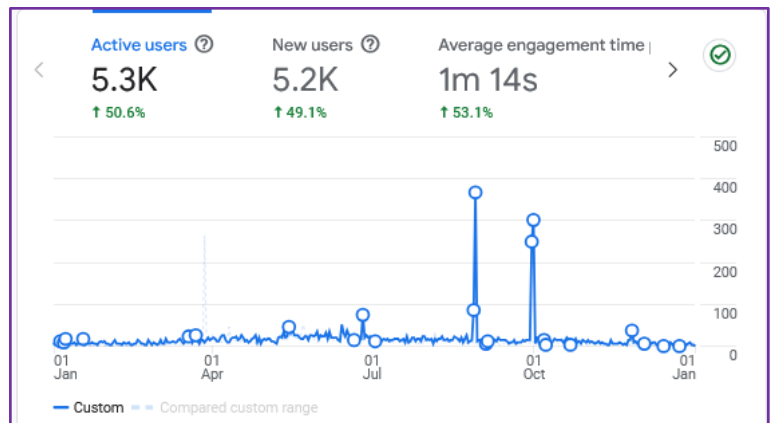 Active users
New users
Average engagement time
5.3K
5.2K
1m 14s
↑ 50.6%
↑ 49.1%
↑ 53.1%
500
400
300
200
100
0
01 Jan
01 Apr
01 Jul
01 Oct
01 Jan
Custom
Compared custom range